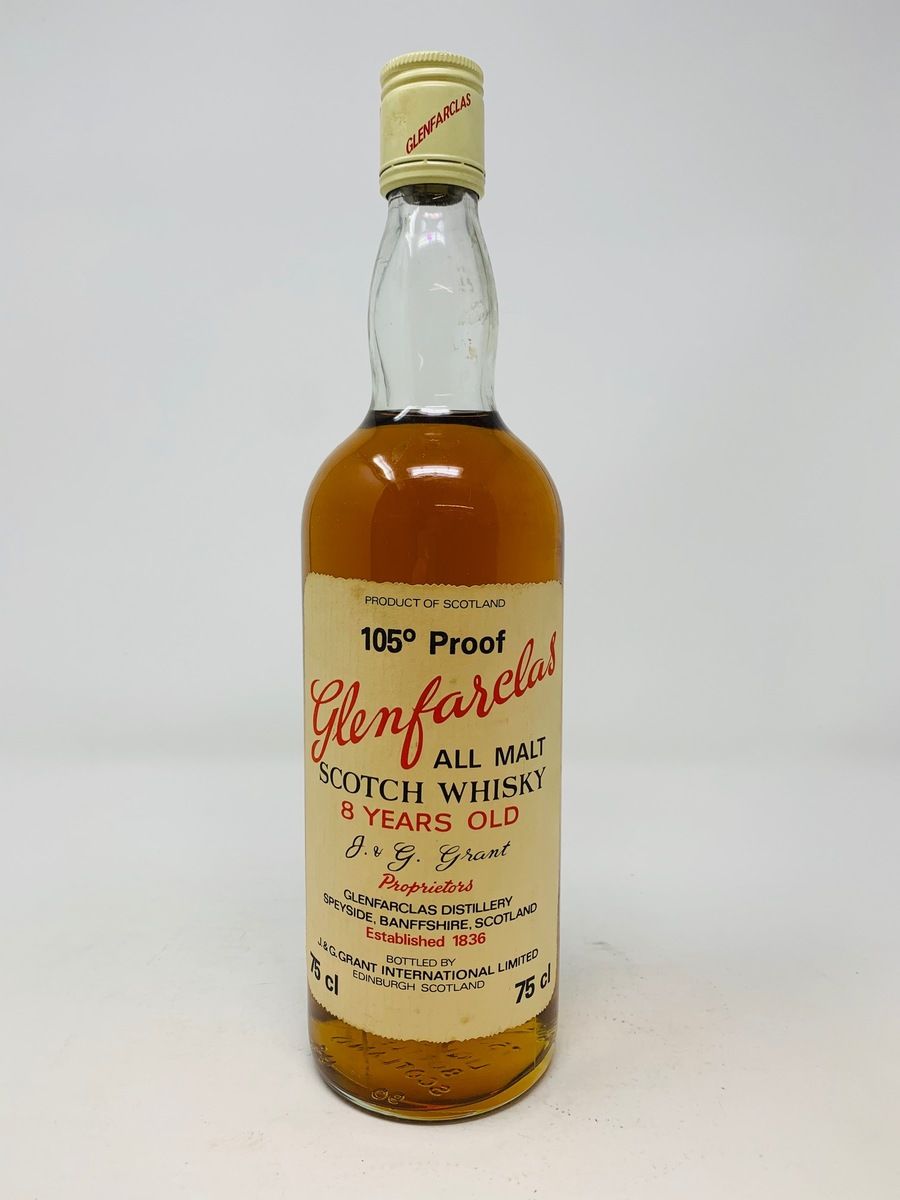 GLENFARCLAS
PRODUCT OF SCOTLAND
105º Proof
Glenfarclas
ALL MALT
SCOTCH WHISKY
8 YEARS OLD
J. & G. Grant
Proprietors
GLENFARCLAS DISTILLERY
SPEYSIDE, BANFFSHIRE, SCOTLAND
Established 1836
BOTTLED BY
J. & G. GRANT INTERNATIONAL LIMITED
EDINBURGH SCOTLAND
75 cl 75 cl